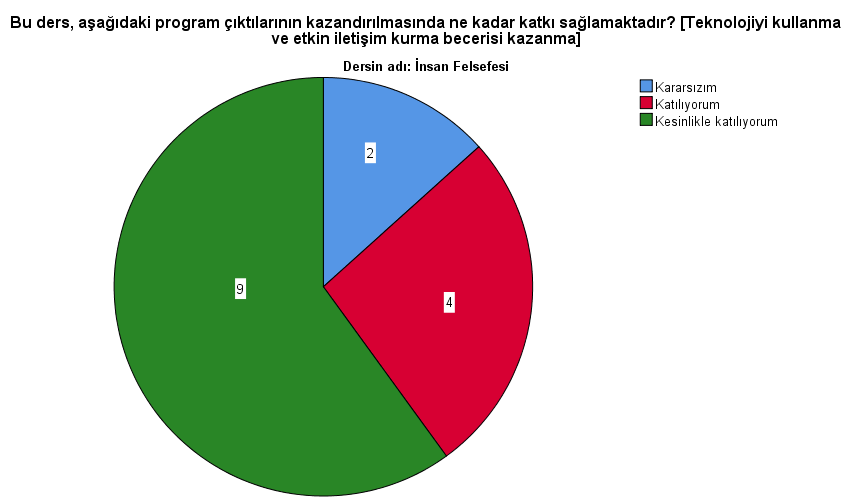 Bu ders, aşağıdaki program çıktılarının kazandırılmasında ne kadar katkı sağlamaktadır? [Teknolojiyi kullanma
ve etkin iletişim kurma becerisi kazanma]
Dersin adı: İnsan Felsefesi
Kararsızım
Katılıyorum
Kesinlikle katılıyorum
2
9
4